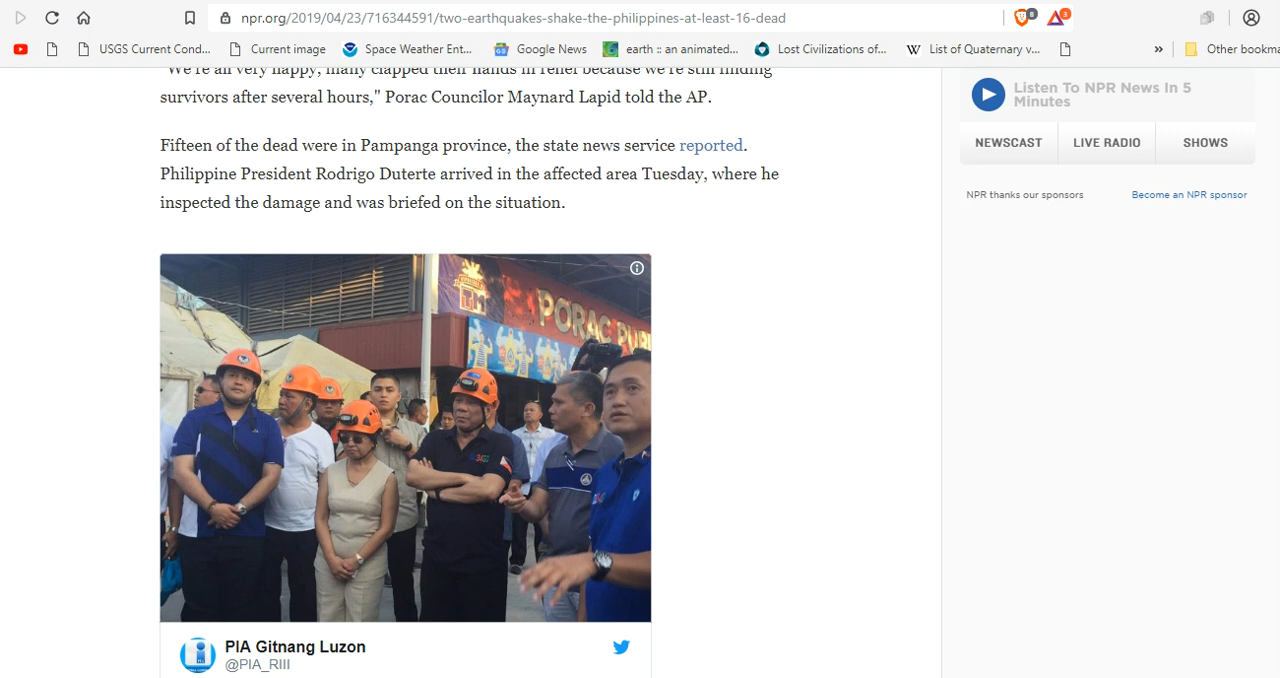 npr.org/2019/04/23/716344591/two-earthquakes-shake-the-philippines-at-least-16-dead
8
3
USGS Current Cond...
Current image
Space Weather Ent...
Google News
earth :: an animated...
Lost Civilizations of...
W List of Quaternary v...
»
Other bookma
"We're all very happy, many clapped their hands in relief because we're still finding
survivors after several hours," Porac Councilor Maynard Lapid told the AP.
Fifteen of the dead were in Pampanga province, the state news service reported.
Philippine President Rodrigo Duterte arrived in the affected area Tuesday, where he
inspected the damage and was briefed on the situation.
TM
PORAC PUBL
PIA Gitnang Luzon
@PIA_RIII
Listen To NPR News In 5
Minutes
NEWSCAST
LIVE RADIO
SHOWS
NPR thanks our sponsors
Become an NPR sponsor